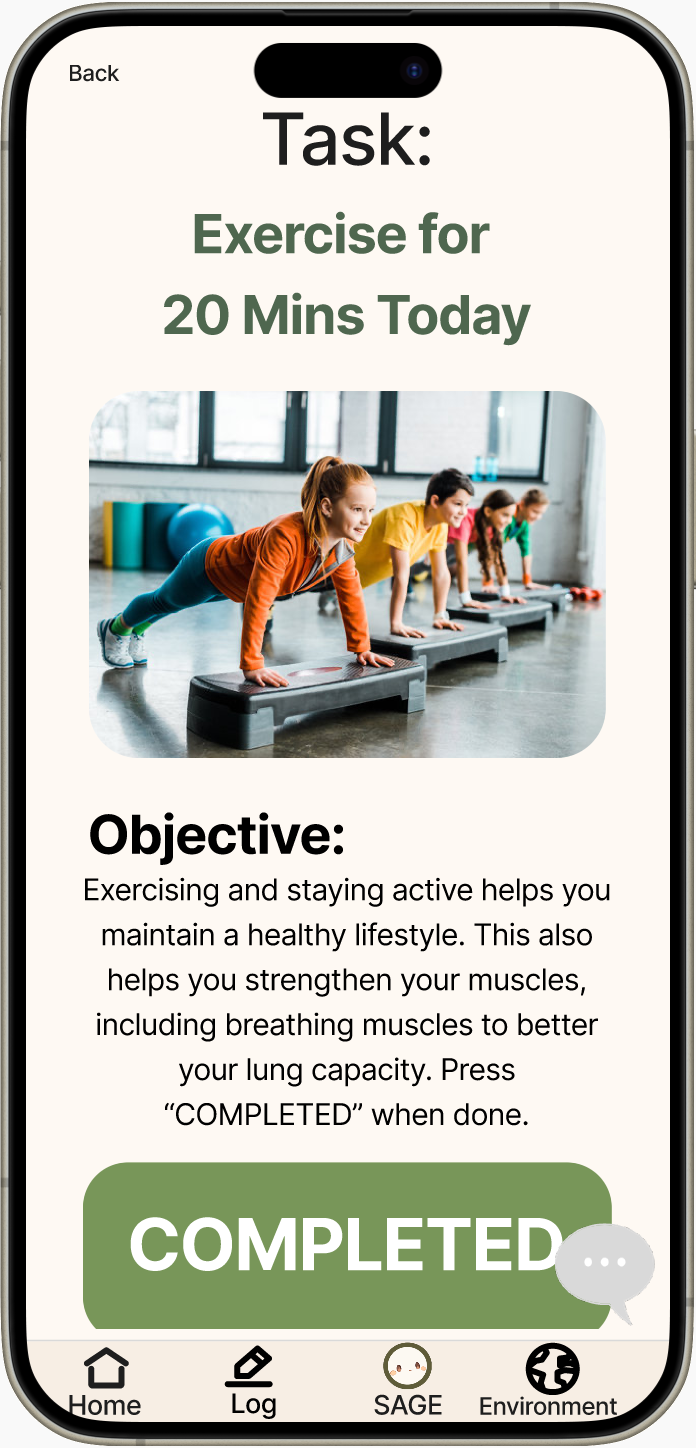 Back
Task:
Exercise for
20 Mins Today
Objective:
Exercising and staying active helps you
maintain a healthy lifestyle. This also
helps you strengthen your muscles,
including breathing muscles to better
your lung capacity. Press
“COMPLETED” when done.
COMPLETED
Home
Log
SAGE
Environment